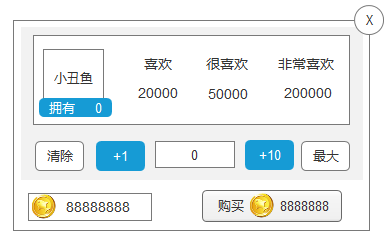 X
小丑鱼 喜欢 很喜欢 非常喜欢
拥有 0 20000 50000 200000
清除 +1 0 +10 最大
88888888 购买 8888888